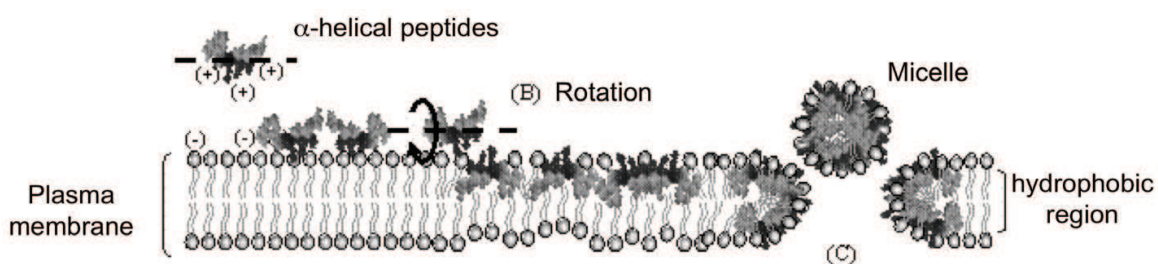 α-helical peptides
(+) (+)
(+)
Micelle
(B) Rotation
(-) (-)
Plasma
membrane
hydrophobic
region
(C)